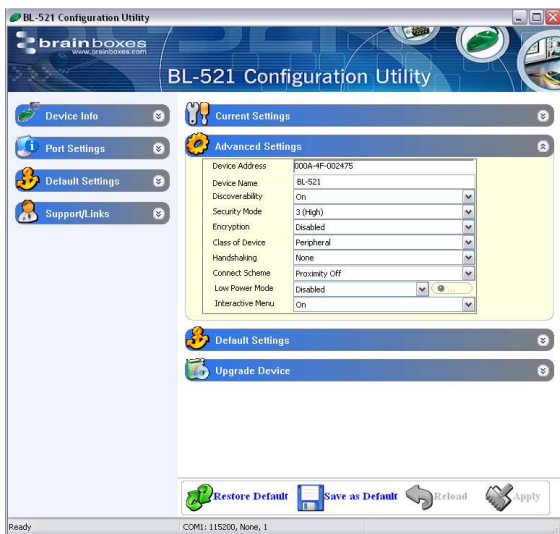 BL-521 Configuration Utility
brainboxes
www.brainboxes.com
BL-521 Configuration Utility
Device Info
Port Settings
Default Settings
Support/Links
Current Settings
Advanced Settings
Device Address 000A-4F-002475
Device Name BL-521
Discoverability On
Security Mode 3 (High)
Encryption Disabled
Class of Device Peripheral
Handshaking None
Connect Scheme Proximity Off
Low Power Mode Disabled ...
Interactive Menu On
Default Settings
Upgrade Device
Restore Default Save as Default Reload Apply
Ready COM1: 115200, None, 1